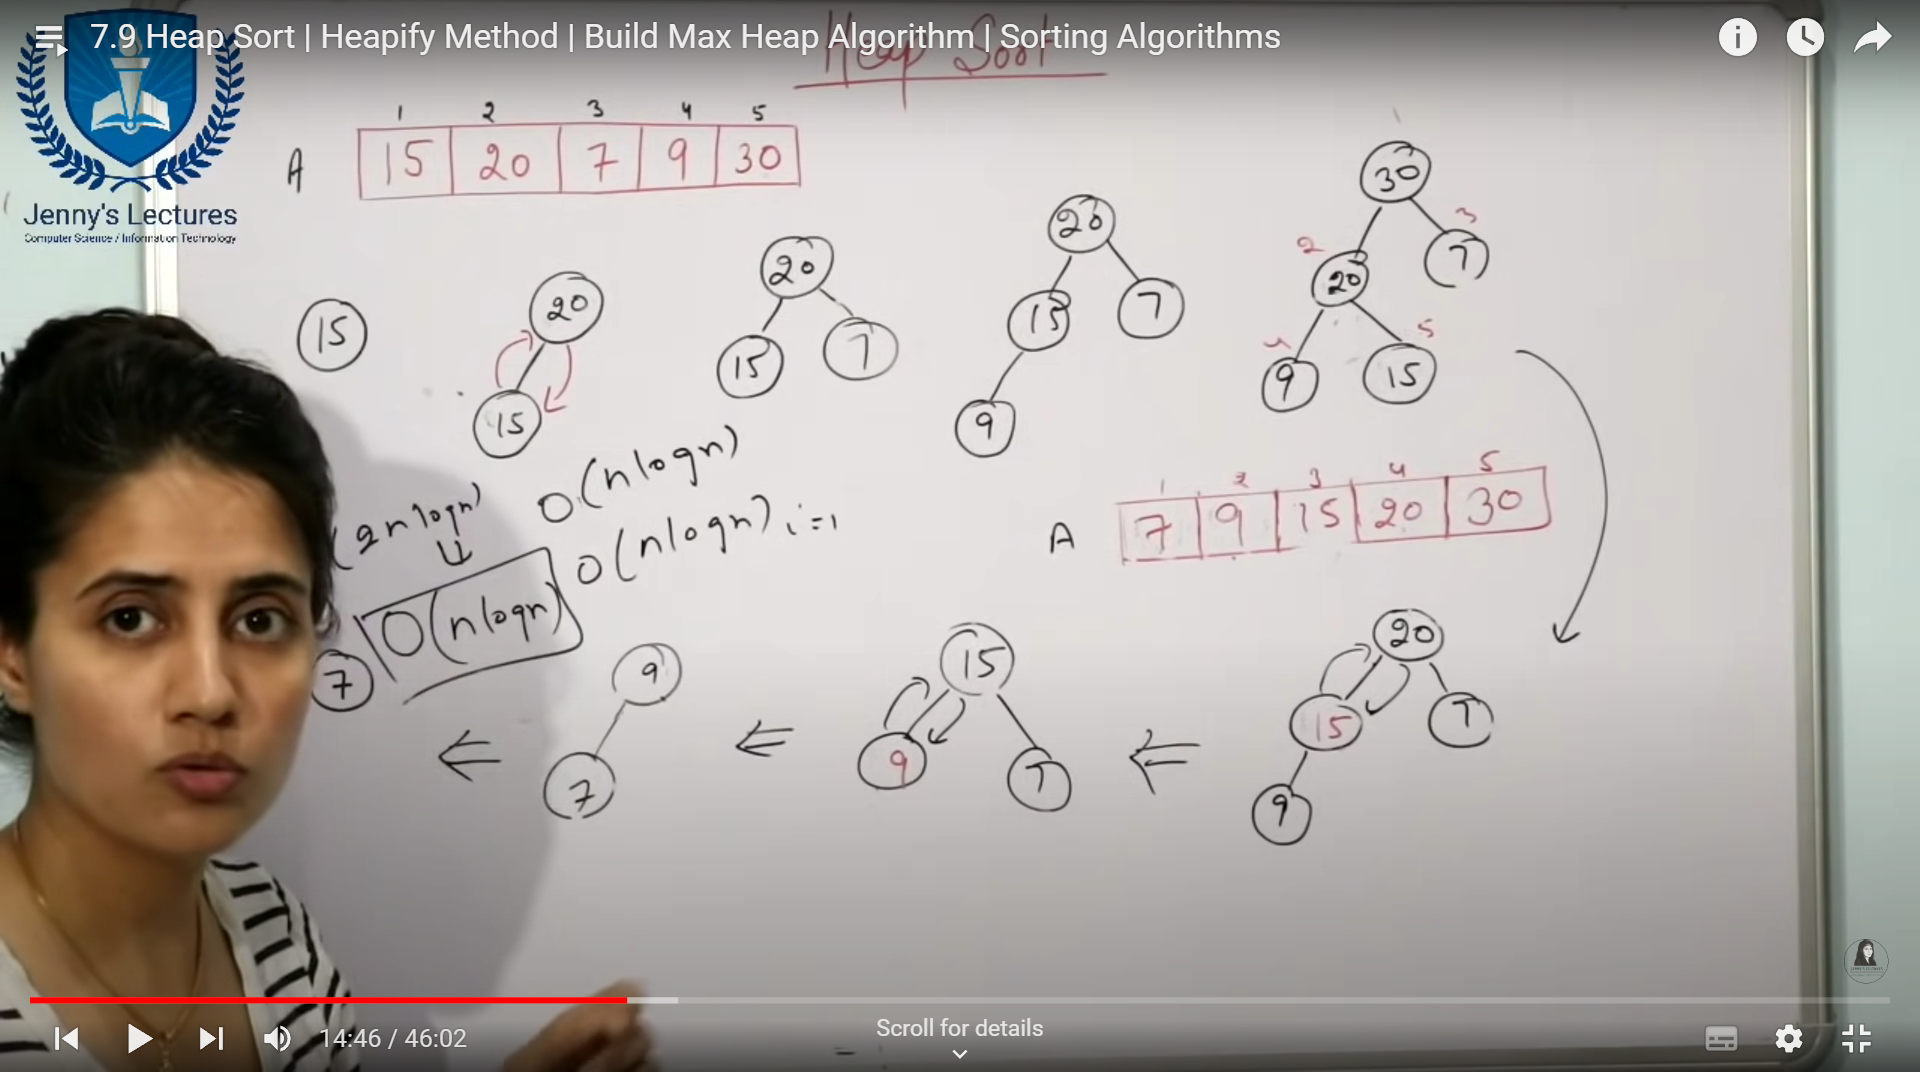 7.9 Heap Sort | Heapify Method | Build Max Heap Algorithm | Sorting Algorithms
Heap Sort
Jenny's Lectures
Computer Science / Information Technology
1 2 3 4 5
A 15 20 7 9 30
15
20
15
20
15 7
20
15 7
9
30
2 3
20 7
4 5
9 15
O(nlogn)
(2nlogn)
O(nlogn) i=1
O(nlogn)
1 2 3 4 5
A 7 9 15 20 30
20
15 7
9
15
9 7
9
7
7
14:46 / 46:02
Scroll for details